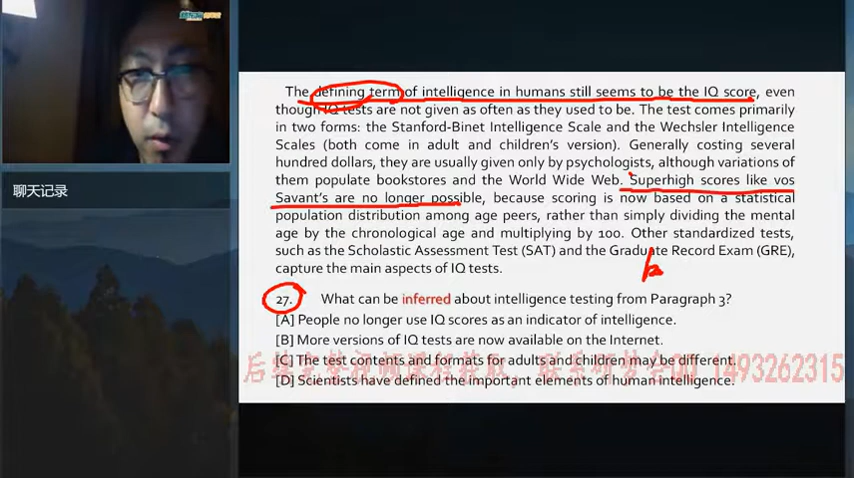 聊天记录
The defining term of intelligence in humans still seems to be the IQ score, even
though IQ tests are not given as often as they used to be. The test comes primarily
in two forms: the Stanford-Binet Intelligence Scale and the Wechsler Intelligence
Scales (both come in adult and children's version). Generally costing several
hundred dollars, they are usually given only by psychologists, although variations of
them populate bookstores and the World Wide Web. Superhigh scores like vos
Savant's are no longer possible, because scoring is now based on a statistical
population distribution among age peers, rather than simply dividing the mental
age by the chronological age and multiplying by 100. Other standardized tests,
such as the Scholastic Assessment Test (SAT) and the Graduate Record Exam (GRE),
capture the main aspects of IQ tests.
27. What can be inferred about intelligence testing from Paragraph 3?
[A] People no longer use IQ scores as an indicator of intelligence.
[B] More versions of IQ tests are now available on the Internet.
[C] The test contents and formats for adults and children may be different.
[D] Scientists have defined the important elements of human intelligence.
QQ 1493262315